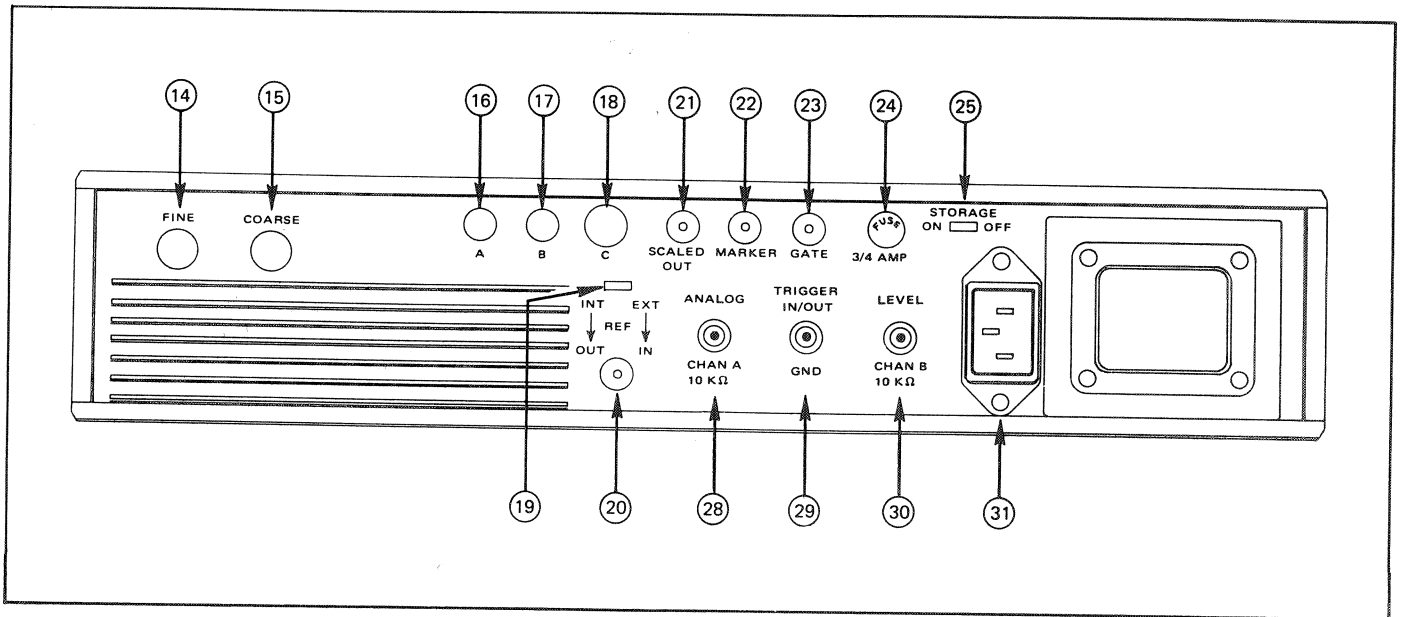 14 15 16 17 18 21 22 23 24 25
FINE COARSE
A B C
SCALED OUT
MARKER GATE
FUSS
3/4 AMP
STORAGE
ON OFF
INT EXT
REF
OUT IN
ANALOG
TRIGGER
IN/OUT
LEVEL
CHAN A
10 KΩ
GND
CHAN B
10 KΩ
19 20 28 29 30 31